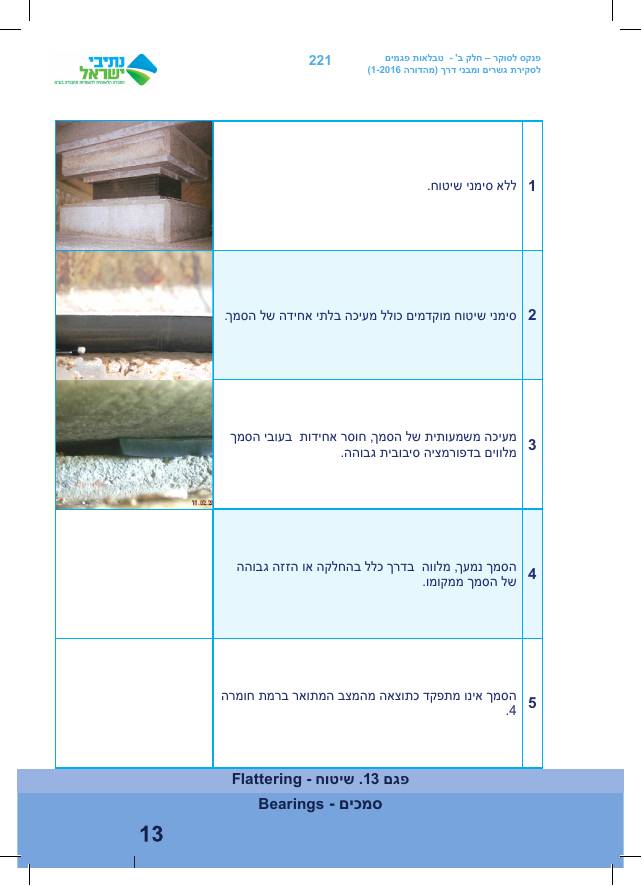 פנקס לסוקר – חלק ב' - טבלאות פגמים
לסקירת גשרים ומבני דרך (מהדורה 1-2016)
221
נתיבי
ישראל
1
ללא סימני שיטוח.
2
סימני שיטוח מוקדמים כולל מעיכה בלתי אחידה של הסמך.
3
מעיכה משמעותית של הסמך, חוסר אחידות בעובי הסמך
מלווים בדפורמציה סיבובית גבוהה.
4
הסמך נמעך, מלווה בדרך כלל בהחלקה או הזזה גבוהה
של הסמך ממקומו.
5
הסמך אינו מתפקד כתוצאה מהמצב המתואר ברמת חומרה
4.
פגם 13. שיטוח - Flattering
סמכים - Bearings
13